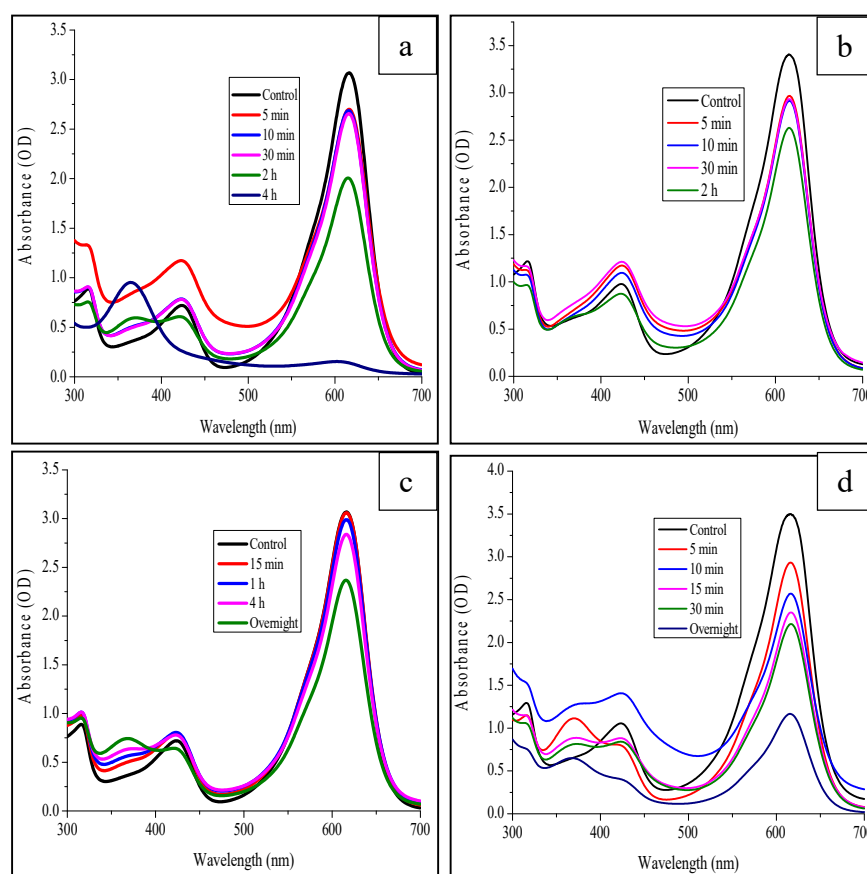 a
3.5
3.0
2.5
2.0
1.5
1.0
0.5
0.0
Absorbance (OD)
Control
5 min
10 min
30 min
2 h
4 h
300 400 500 600 700
Wavelength (nm)
b
3.5
3.0
2.5
2.0
1.5
1.0
0.5
0.0
Absorbance (OD)
Control
5 min
10 min
30 min
2 h
300 400 500 600 700
Wavelength (nm)
c
3.5
3.0
2.5
2.0
1.5
1.0
0.5
0.0
Absorbance (OD)
Control
15 min
1 h
4 h
Overnight
300 400 500 600 700
Wavelength (nm)
d
4.0
3.5
3.0
2.5
2.0
1.5
1.0
0.5
0.0
Absorbance (OD)
Control
5 min
10 min
15 min
30 min
Overnight
300 400 500 600 700
Wavelength (nm)